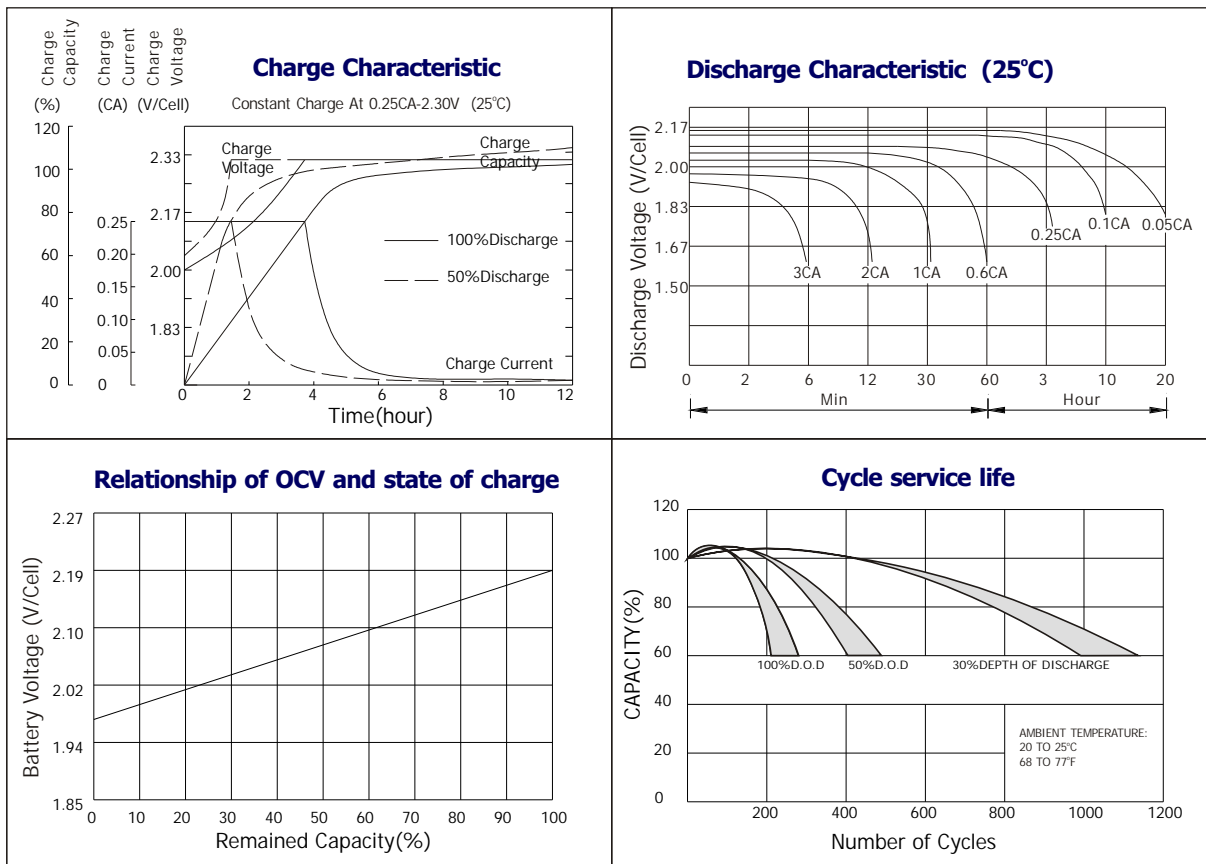 Charge Capacity
Charge Current
Charge Voltage
(%) (CA) (V/Cell)
Charge Characteristic
Constant Charge At 0.25CA-2.30V (25°C)
120
100
80
60
40
20
0
0.25
0.20
0.15
0.10
0.05
0
2.33
2.17
2.00
1.83
Charge Voltage
Charge Capacity
100%Discharge
50%Discharge
Charge Current
0 2 4 6 8 10 12
Time(hour)
Discharge Characteristic (25°C)
Discharge Voltage (V/Cell)
2.17
2.00
1.83
1.67
1.50
3CA 2CA 1CA 0.6CA 0.25CA 0.1CA 0.05CA
0 2 6 12 30 60 3 10 20
Min Hour
Relationship of OCV and state of charge
Battery Voltage (V/Cell)
2.27
2.19
2.10
2.02
1.94
1.85
0 10 20 30 40 50 60 70 80 90 100
Remained Capacity(%)
Cycle service life
CAPACITY(%)
120
100
80
60
40
20
0
100%D.O.D 50%D.O.D 30%DEPTH OF DISCHARGE
AMBIENT TEMPERATURE:
20 TO 25°C
68 TO 77°F
200 400 600 800 1000 1200
Number of Cycles